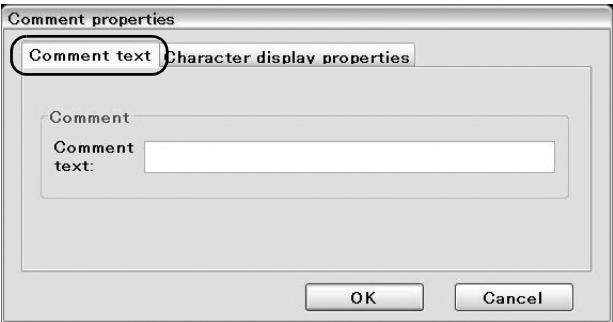 Comment properties
Comment text Character display properties
Comment
Comment
text:
OK Cancel